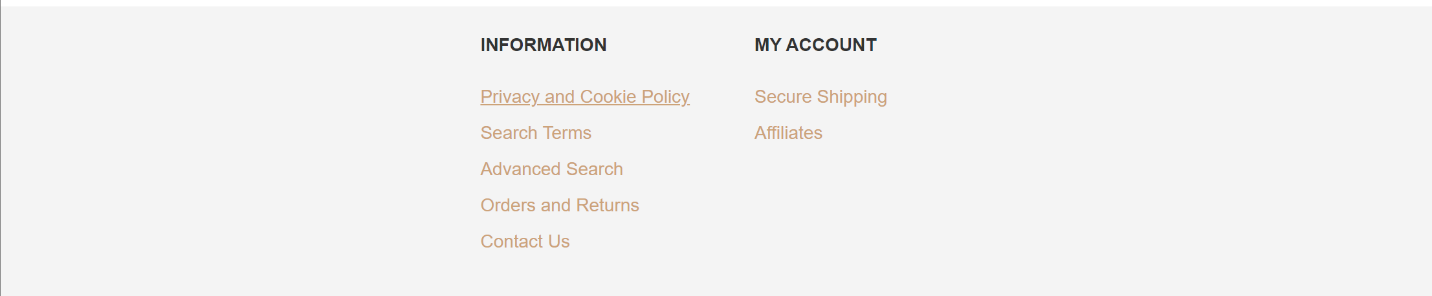 INFORMATION
Privacy and Cookie Policy
Search Terms
Advanced Search
Orders and Returns
Contact Us
MY ACCOUNT
Secure Shipping
Affiliates